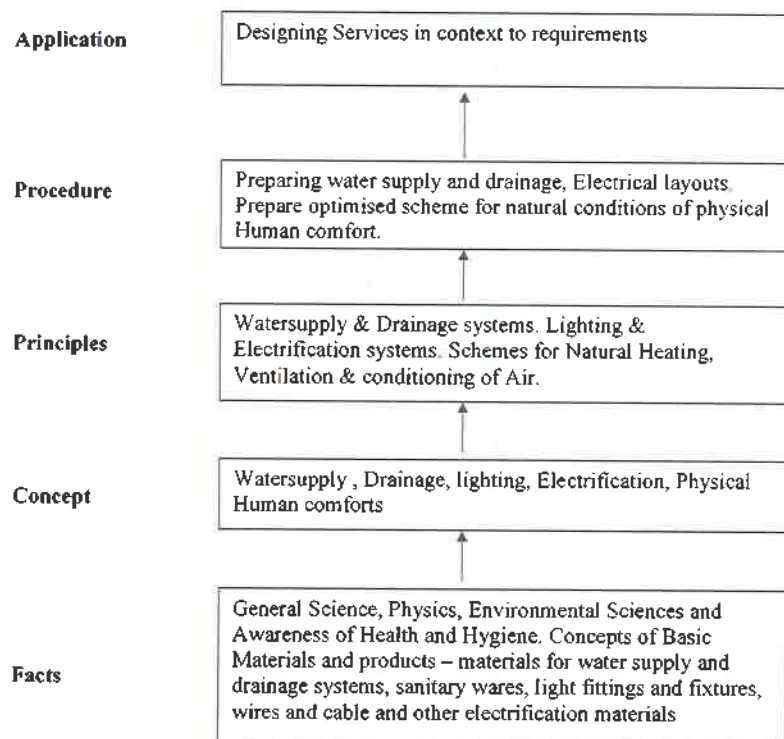 Application
Designing Services in context to requirements
Procedure
Preparing water supply and drainage, Electrical layouts.
Prepare optimised scheme for natural conditions of physical
Human comfort.
Principles
Watersupply & Drainage systems. Lighting &
Electrification systems. Schemes for Natural Heating,
Ventilation & conditioning of Air.
Concept
Watersupply , Drainage, lighting, Electrification, Physical
Human comforts
Facts
General Science, Physics, Environmental Sciences and
Awareness of Health and Hygiene. Concepts of Basic
Materials and products – materials for water supply and
drainage systems, sanitary wares, light fittings and fixtures,
wires and cable and other electrification materials